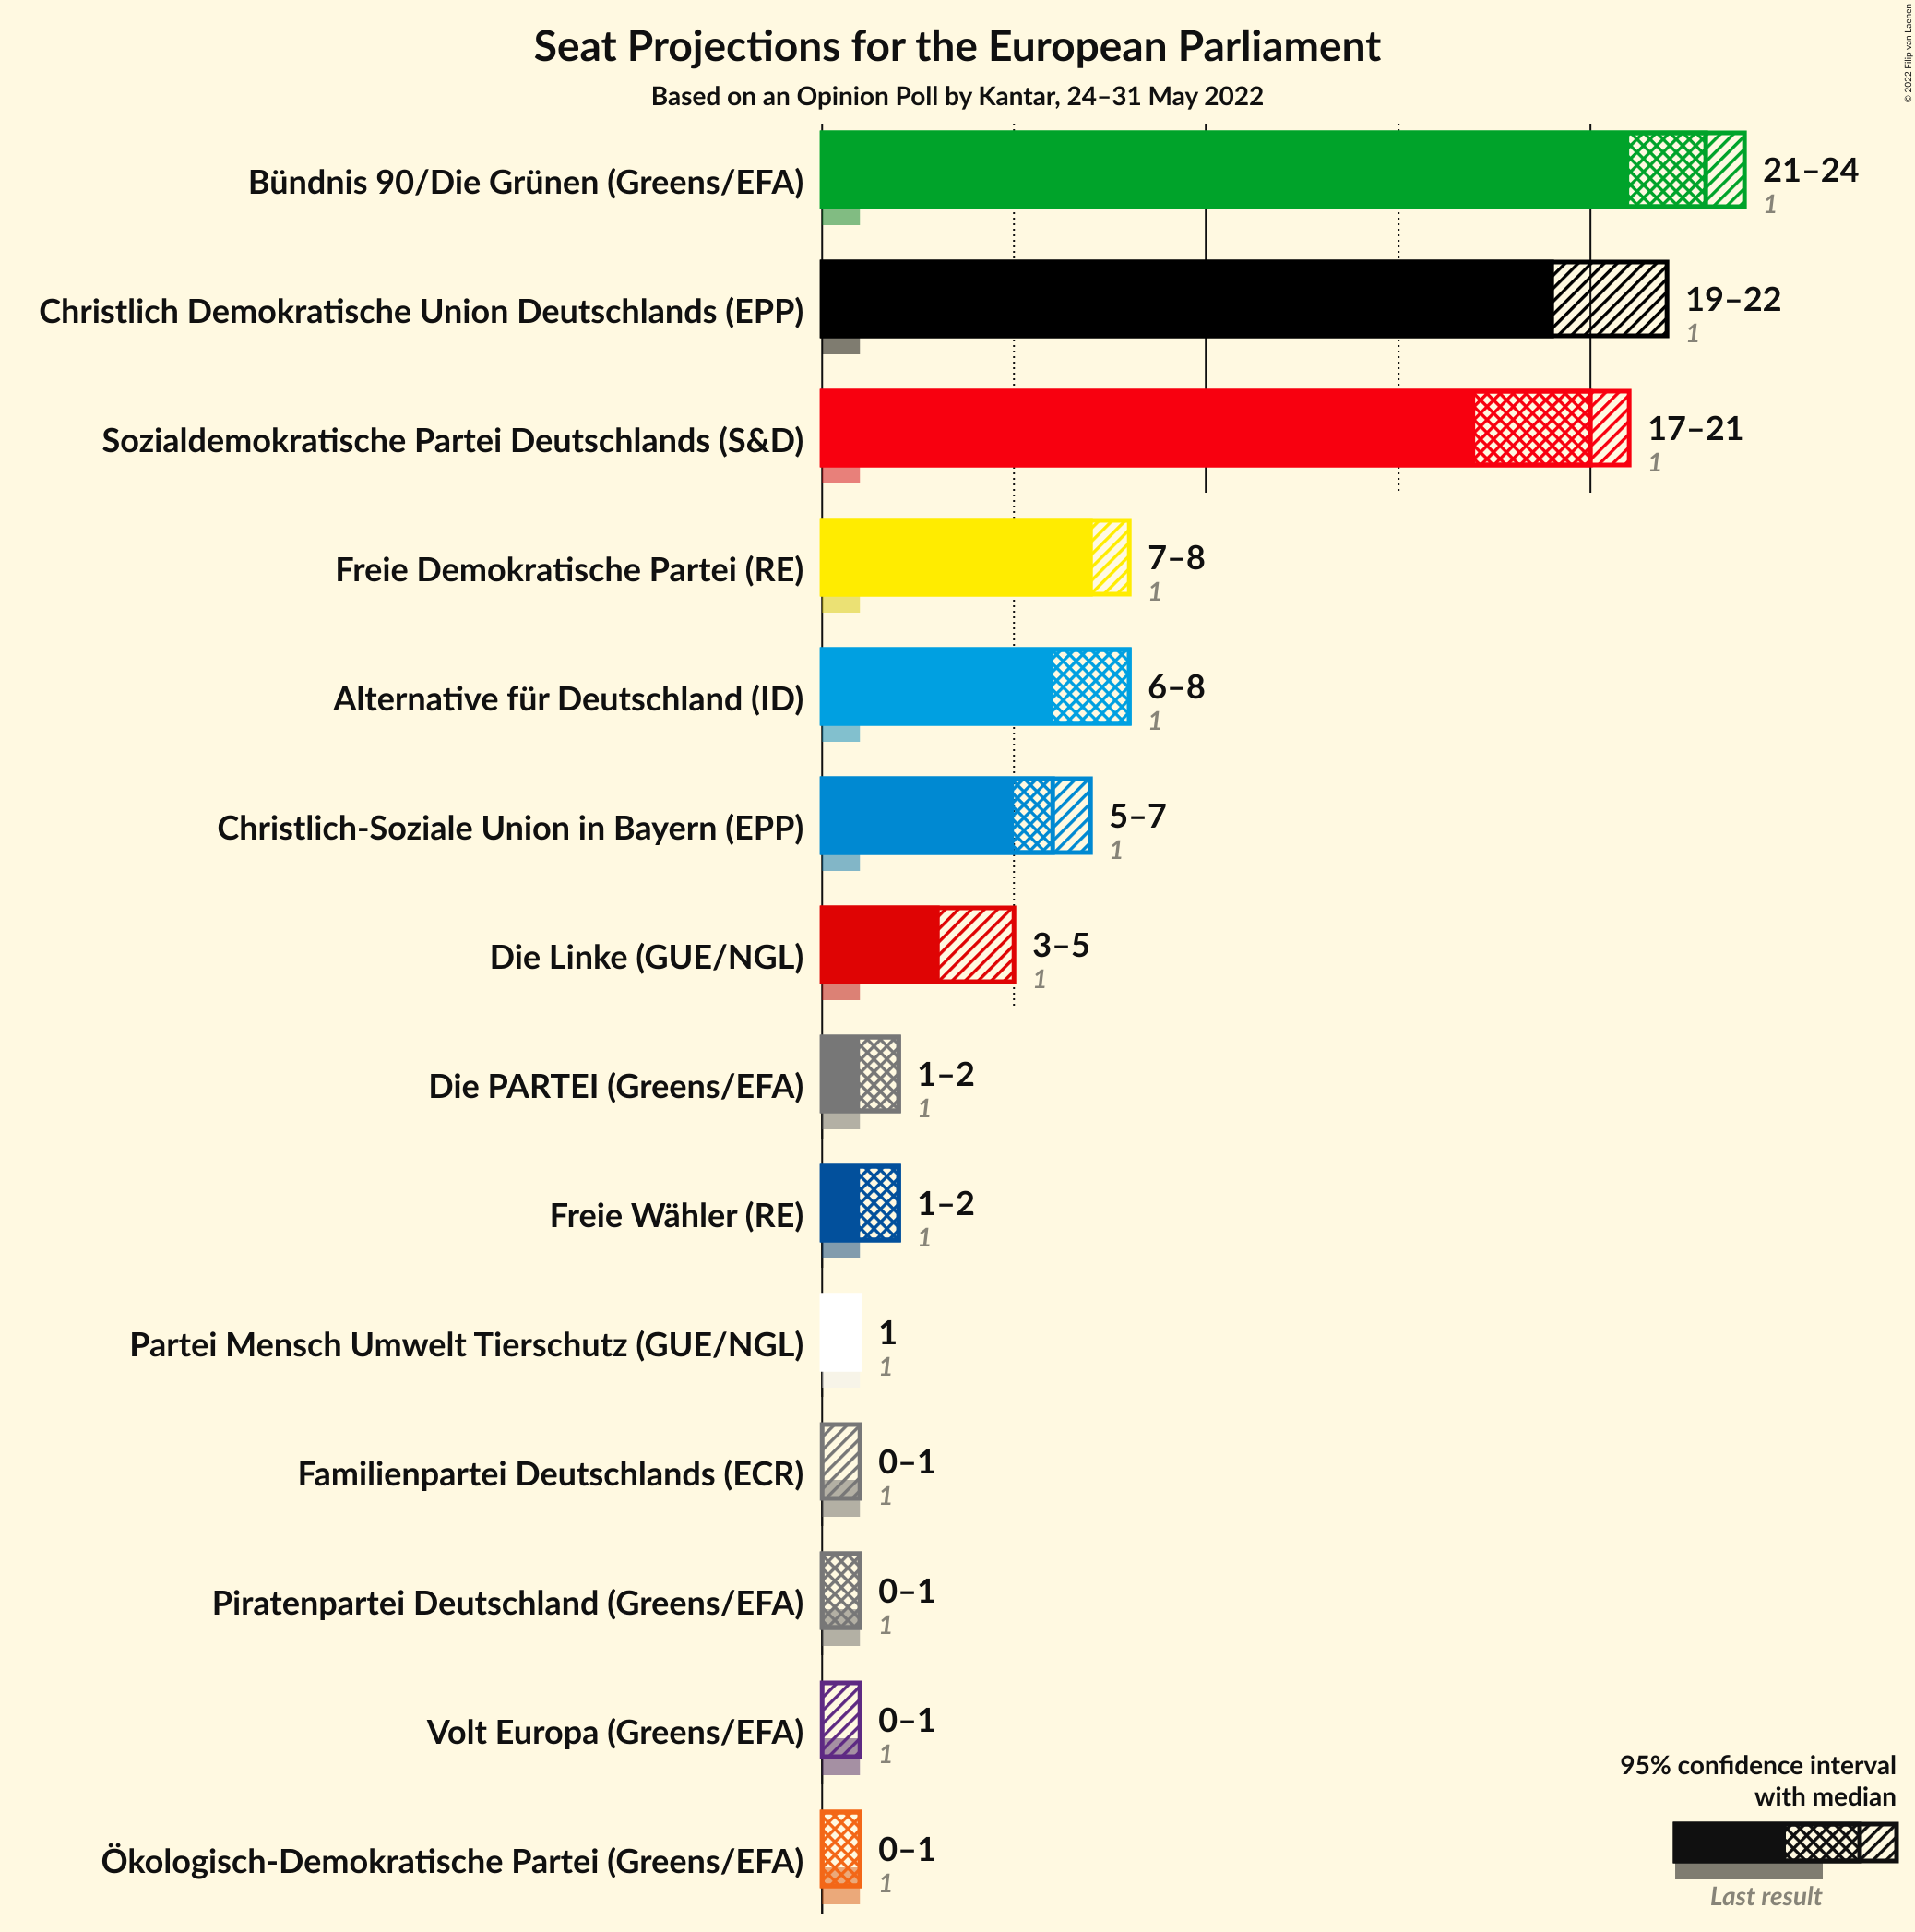 Seat Projections for the European Parliament
Based on an Opinion Poll by Kantar, 24–31 May 2022
© 2022 Filip van Laenen
Bündnis 90/Die Grünen (Greens/EFA)
21–24
1
Christlich Demokratische Union Deutschlands (EPP)
19–22
1
Sozialdemokratische Partei Deutschlands (S&D)
17–21
1
Freie Demokratische Partei (RE)
7–8
1
Alternative für Deutschland (ID)
6–8
1
Christlich-Soziale Union in Bayern (EPP)
5–7
1
Die Linke (GUE/NGL)
3–5
1
Die PARTEI (Greens/EFA)
1–2
1
Freie Wähler (RE)
1–2
1
Partei Mensch Umwelt Tierschutz (GUE/NGL)
1
1
Familienpartei Deutschlands (ECR)
0–1
1
Piratenpartei Deutschland (Greens/EFA)
0–1
1
Volt Europa (Greens/EFA)
0–1
1
Ökologisch-Demokratische Partei (Greens/EFA)
0–1
1
95% confidence interval
with median
Last result